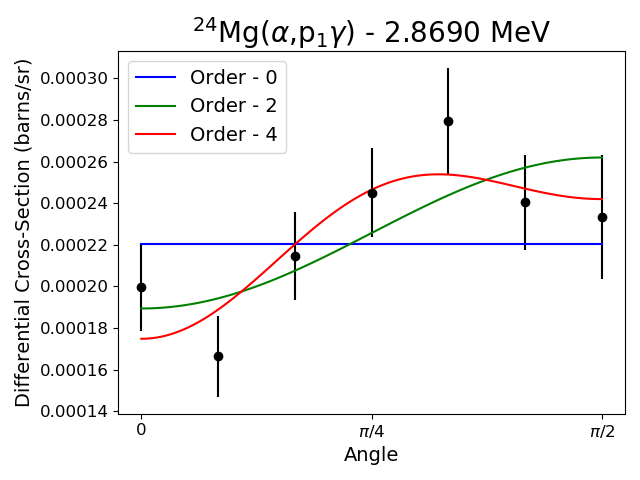 ²⁴Mg(α,p₁γ) - 2.8690 MeV
Order - 0
Order - 2
Order - 4
Differential Cross-Section (barns/sr)
0.00030
0.00028
0.00026
0.00024
0.00022
0.00020
0.00018
0.00016
0.00014
0
π/4
π/2
Angle